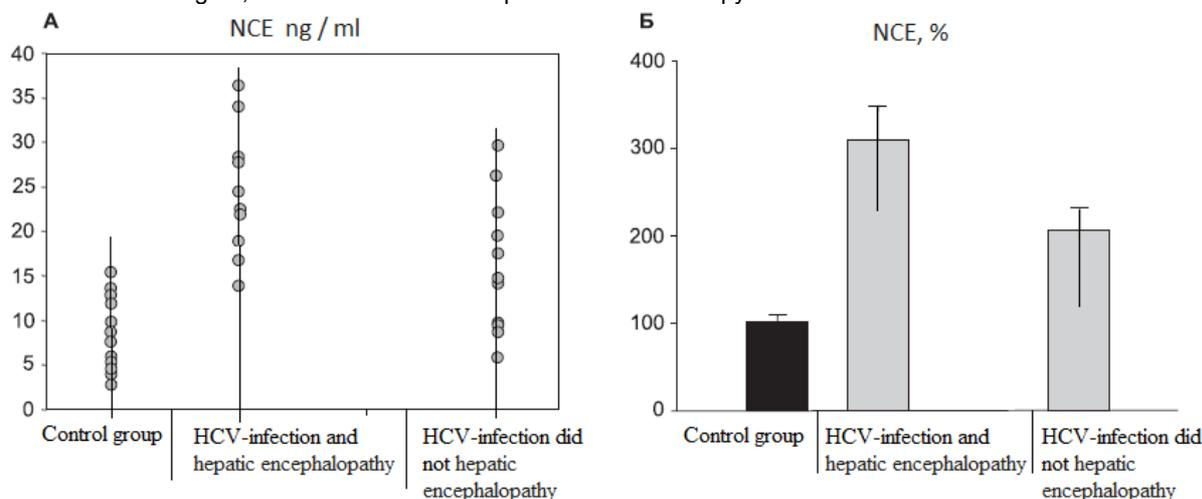 А
NCE ng / ml
40
35
30
25
20
15
10
5
0
Control group
HCV-infection and
hepatic encephalopathy
HCV-infection did
not hepatic
encephalopathy
Б
NCE, %
400
300
200
100
0
Control group
HCV-infection and
hepatic encephalopathy
HCV-infection did
not hepatic
encephalopathy